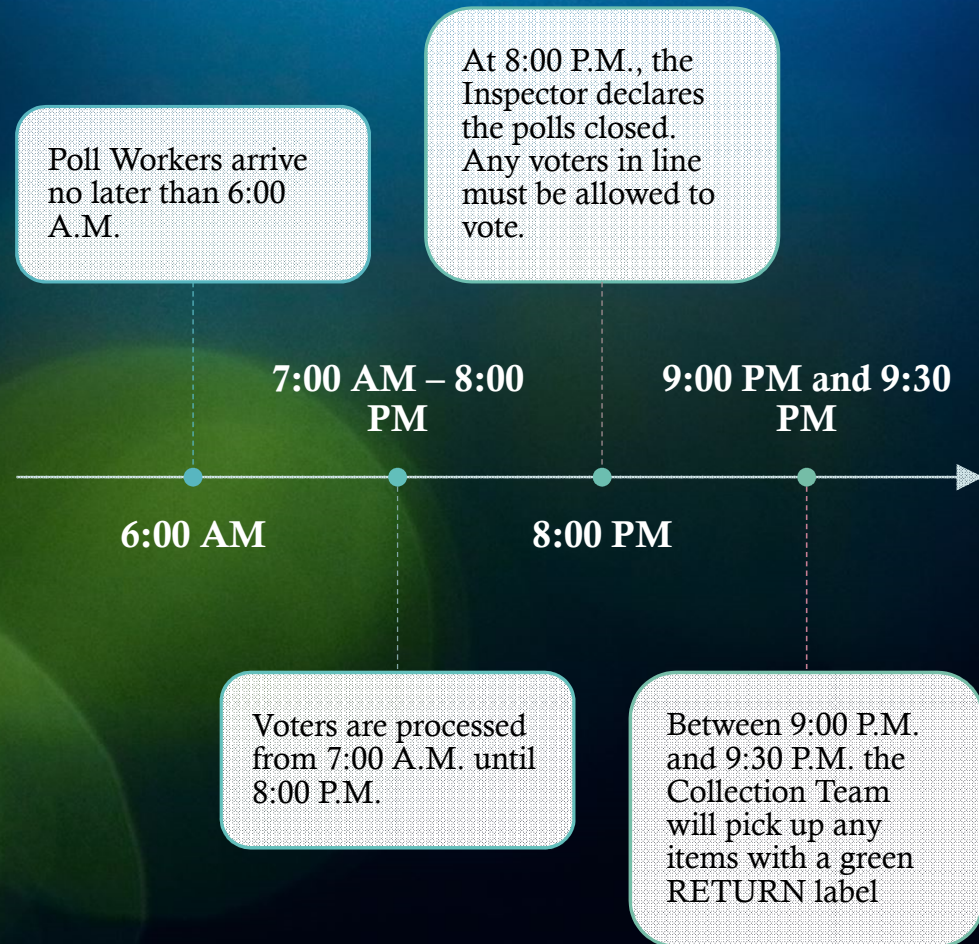 At 8:00 P.M., the
Inspector declares
the polls closed.
Any voters in line
must be allowed to
vote.
Poll Workers arrive
no later than 6:00
A.M.
7:00 AM – 8:00
PM
9:00 PM and 9:30
PM
6:00 AM
8:00 PM
Voters are processed
from 7:00 A.M. until
8:00 P.M.
Between 9:00 P.M.
and 9:30 P.M. the
Collection Team
will pick up any
items with a green
RETURN label